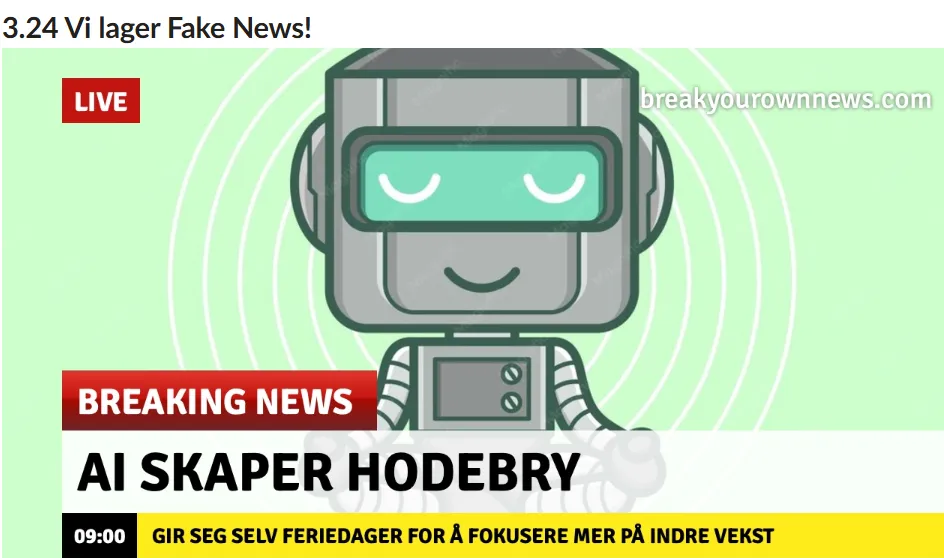 3.24 Vi lager Fake News!
LIVE
breakyourownnews.com
BREAKING NEWS
AI SKAPER HODEBRY
09:00 GIR SEG SELV FERIEDAGER FOR Å FOKUSERE MER PÅ INDRE VEKST